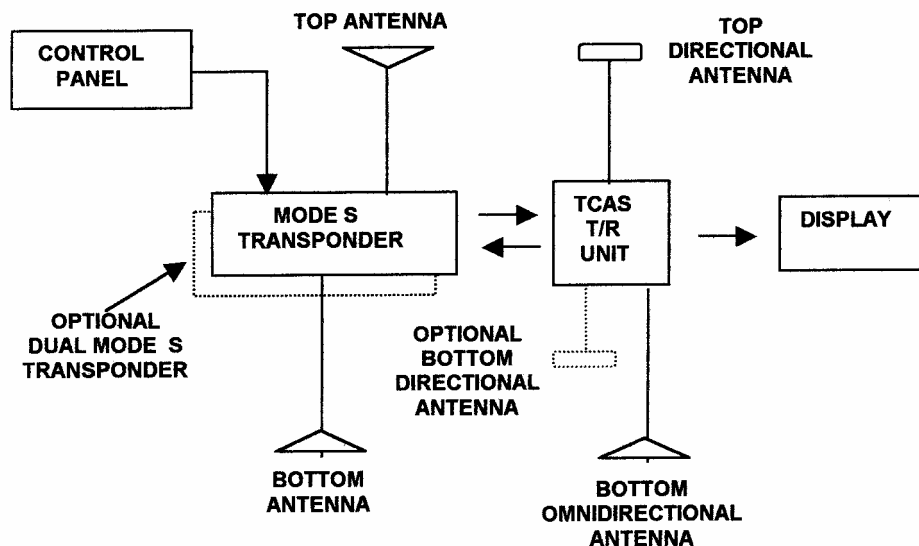 TOP ANTENNA
CONTROL
PANEL
TOP
DIRECTIONAL
ANTENNA
MODE S
TRANSPONDER
TCAS
T/R
UNIT
DISPLAY
OPTIONAL
DUAL MODE S
TRANSPONDER
OPTIONAL
BOTTOM
DIRECTIONAL
ANTENNA
BOTTOM
ANTENNA
BOTTOM
OMNIDIRECTIONAL
ANTENNA